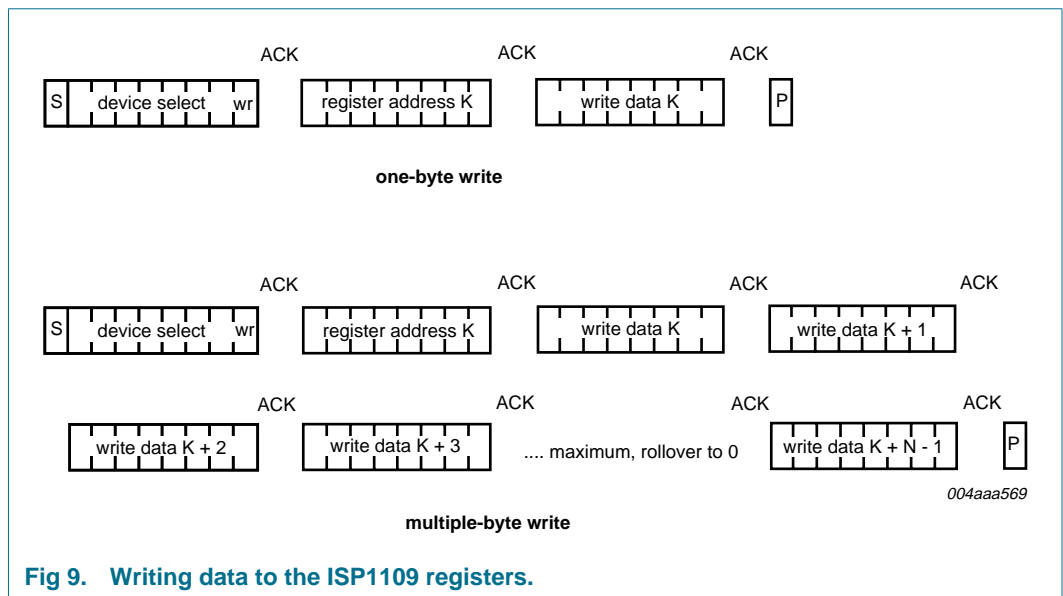 ACK ACK ACK
S device select wr register address K write data K P
one-byte write
ACK ACK ACK ACK
S device select wr register address K write data K write data K + 1
ACK ACK ACK ACK
write data K + 2 write data K + 3 .... maximum, rollover to 0 write data K + N - 1 P
004aaa569
multiple-byte write
Fig 9. Writing data to the ISP1109 registers.